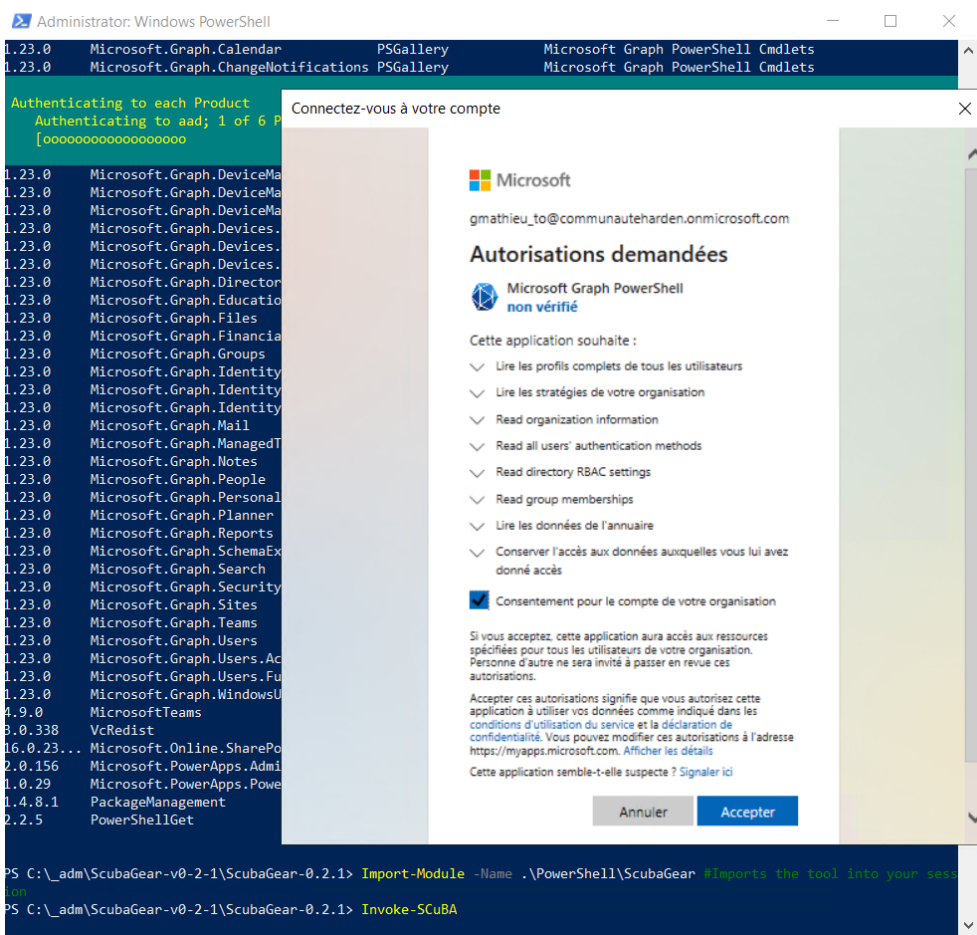 Administrator: Windows PowerShell
1.23.0 Microsoft.Graph.Calendar PSGallery Microsoft Graph PowerShell Cmdlets
1.23.0 Microsoft.Graph.ChangeNotifications PSGallery Microsoft Graph PowerShell Cmdlets
Authenticating to each Product
Authenticating to aad; 1 of 6 P
[oooooooooooooooooo
1.23.0 Microsoft.Graph.DeviceMa
1.23.0 Microsoft.Graph.DeviceMa
1.23.0 Microsoft.Graph.DeviceMa
1.23.0 Microsoft.Graph.Devices.
1.23.0 Microsoft.Graph.Devices.
1.23.0 Microsoft.Graph.Devices.
1.23.0 Microsoft.Graph.Director
1.23.0 Microsoft.Graph.Educatio
1.23.0 Microsoft.Graph.Files
1.23.0 Microsoft.Graph.Financia
1.23.0 Microsoft.Graph.Groups
1.23.0 Microsoft.Graph.Identity
1.23.0 Microsoft.Graph.Identity
1.23.0 Microsoft.Graph.Identity
1.23.0 Microsoft.Graph.Mail
1.23.0 Microsoft.Graph.ManagedT
1.23.0 Microsoft.Graph.Notes
1.23.0 Microsoft.Graph.People
1.23.0 Microsoft.Graph.Personal
1.23.0 Microsoft.Graph.Planner
1.23.0 Microsoft.Graph.Reports
1.23.0 Microsoft.Graph.SchemaEx
1.23.0 Microsoft.Graph.Search
1.23.0 Microsoft.Graph.Security
1.23.0 Microsoft.Graph.Sites
1.23.0 Microsoft.Graph.Teams
1.23.0 Microsoft.Graph.Users
1.23.0 Microsoft.Graph.Users.Ac
1.23.0 Microsoft.Graph.Users.Fu
1.23.0 Microsoft.Graph.WindowsU
4.9.0 MicrosoftTeams
3.0.338 VcRedist
16.0.23... Microsoft.Online.SharePo
2.0.156 Microsoft.PowerApps.Admi
1.0.29 Microsoft.PowerApps.Powe
1.4.8.1 PackageManagement
2.2.5 PowerShellGet
Connectez-vous à votre compte
Microsoft
gmathieu_to@communauteharden.onmicrosoft.com
Autorisations demandées
Microsoft Graph PowerShell
non vérifié
Cette application souhaite :
Lire les profils complets de tous les utilisateurs
Lire les stratégies de votre organisation
Read organization information
Read all users' authentication methods
Read directory RBAC settings
Read group memberships
Lire les données de l'annuaire
Conserver l'accès aux données auxquelles vous lui avez
donné accès
Consentement pour le compte de votre organisation
Si vous acceptez, cette application aura accès aux ressources
spécifiées pour tous les utilisateurs de votre organisation.
Personne d'autre ne sera invité à passer en revue ces
autorisations.
Accepter ces autorisations signifie que vous autorisez cette
application à utiliser vos données comme indiqué dans les
conditions d'utilisation du service et la déclaration de
confidentialité. Vous pouvez modifier ces autorisations à l'adresse
https://myapps.microsoft.com. Afficher les détails
Cette application semble-t-elle suspecte ? Signaler ici
Annuler Accepter
PS C:\_adm\ScubaGear-v0-2-1\ScubaGear-0.2.1> Import-Module -Name .\PowerShell\ScubaGear #Imports the tool into your sess
ion
PS C:\_adm\ScubaGear-v0-2-1\ScubaGear-0.2.1> Invoke-SCuBA